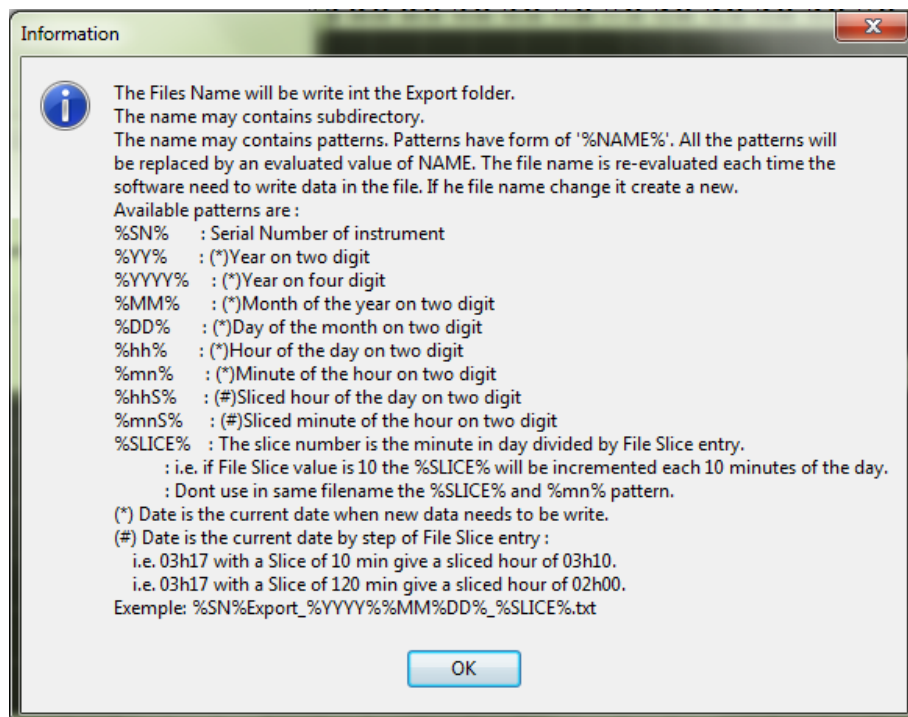 Information
The Files Name will be write int the Export folder.
The name may contains subdirectory.
The name may contains patterns. Patterns have form of '%NAME%'. All the patterns will
be replaced by an evaluated value of NAME. The file name is re-evaluated each time the
software need to write data in the file. If he file name change it create a new.
Available patterns are :
%SN% : Serial Number of instrument
%YY% : (*)Year on two digit
%YYYY% : (*)Year on four digit
%MM% : (*)Month of the year on two digit
%DD% : (*)Day of the month on two digit
%hh% : (*)Hour of the day on two digit
%mn% : (*)Minute of the hour on two digit
%hhS% : (#)Sliced hour of the day on two digit
%mnS% : (#)Sliced minute of the hour on two digit
%SLICE% : The slice number is the minute in day divided by File Slice entry.
: i.e. if File Slice value is 10 the %SLICE% will be incremented each 10 minutes of the day.
: Dont use in same filename the %SLICE% and %mn% pattern.
(*) Date is the current date when new data needs to be write.
(#) Date is the current date by step of File Slice entry :
i.e. 03h17 with a Slice of 10 min give a sliced hour of 03h10.
i.e. 03h17 with a Slice of 120 min give a sliced hour of 02h00.
Exemple: %SN%Export_%YYYY%%MM%DD%_%SLICE%.txt
OK